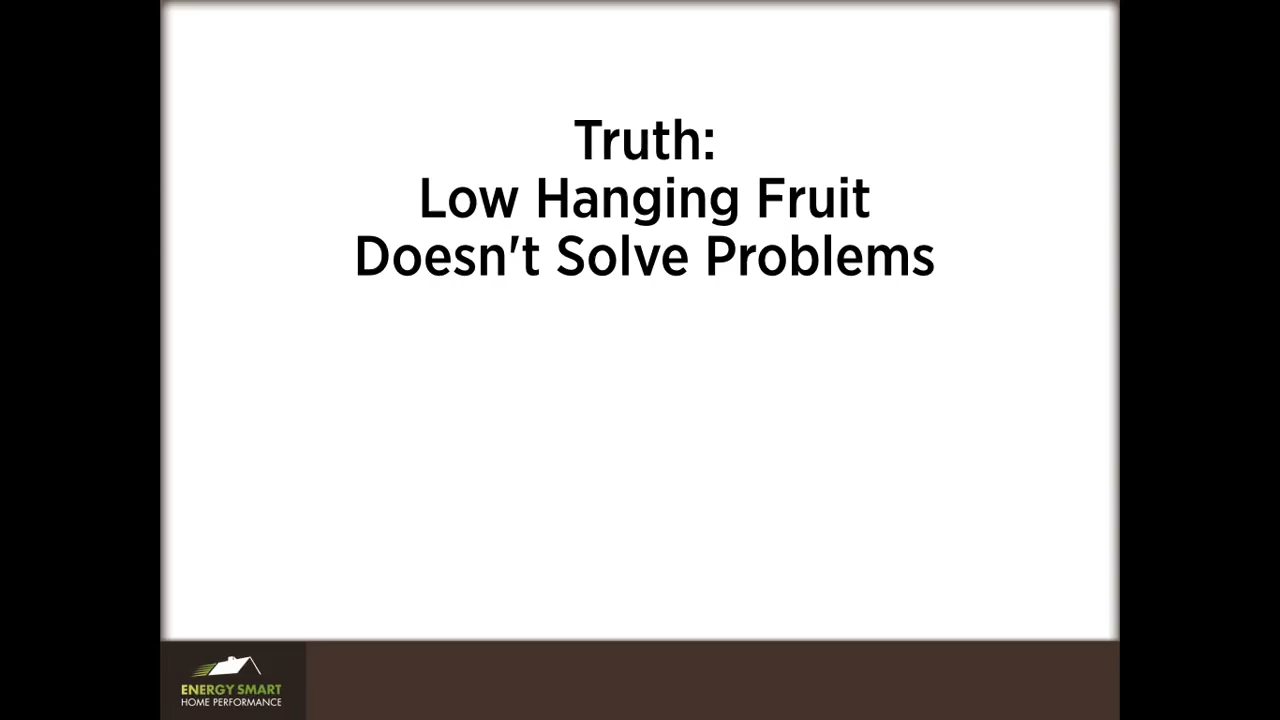 Truth:
Low Hanging Fruit
Doesn't Solve Problems
ENERGY SMART
HOME PERFORMANCE